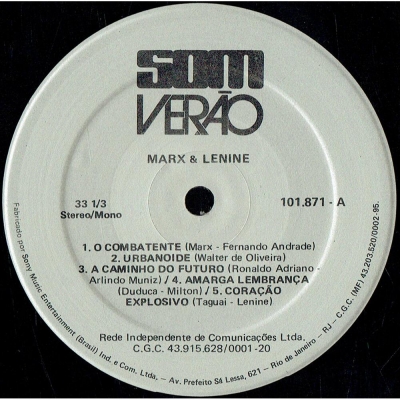 SOM
VERÃO
MARX & LENINE
33 1/3
Stereo/Mono
101.871 - A
1. O COMBATENTE (Marx - Fernando Andrade)
2. URBANOIDE (Walter de Oliveira)
3. A CAMINHO DO FUTURO (Ronaldo Adriano -
Arlindo Muniz) / 4. AMARGA LEMBRANÇA
(Duduca - Milton) / 5. CORAÇÃO
EXPLOSIVO (Taguai - Lenine)
Rede Independente de Comunicações Ltda.
C.G.C. 43.915.628/0001-20
Fabricado por Sony Music Entertainment (Brasil) Ind. e Com. Ltda. - Av. Prefeito Sá Lessa, 621 - Rio de Janeiro - RJ - C.G.C. (MF) 43.203.520/0002-95.